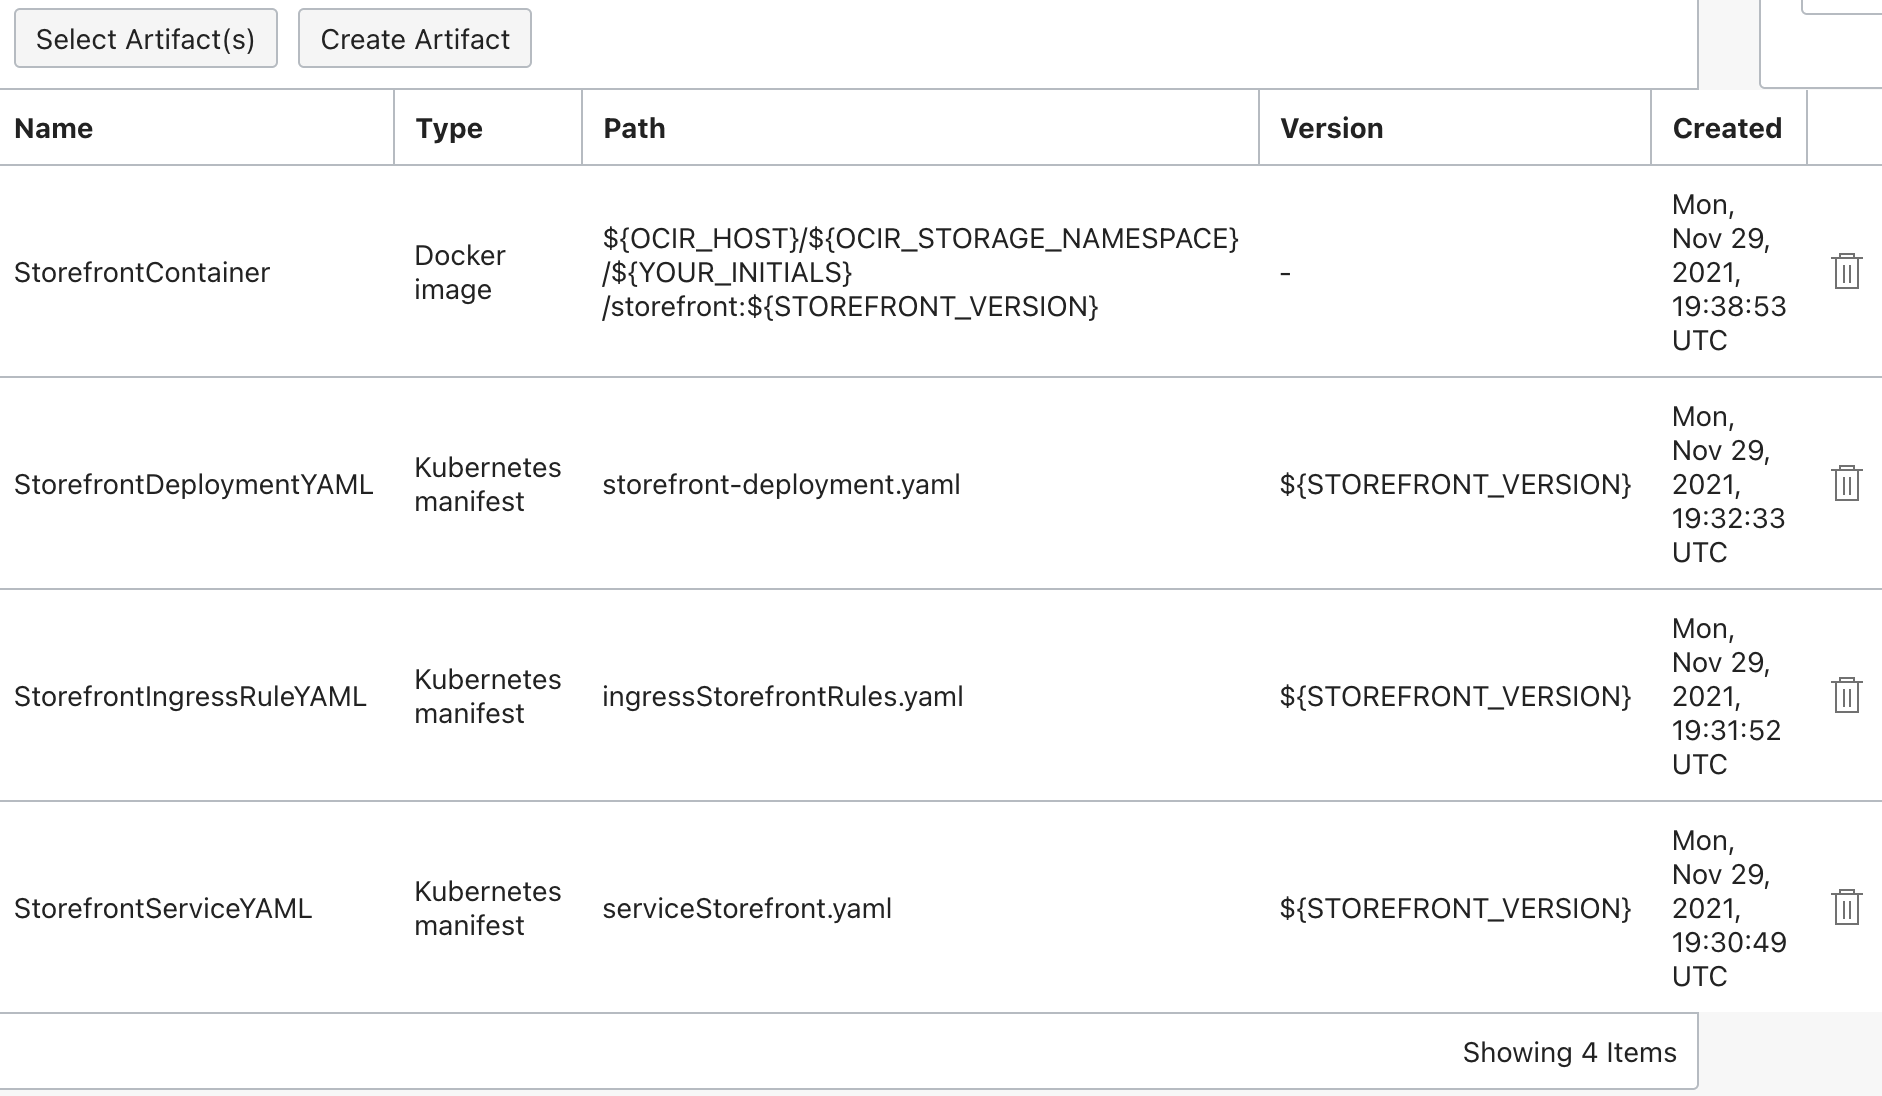 Select Artifact(s) Create Artifact
Name Type Path Version Created
StorefrontContainer Docker image ${OCIR_HOST}/${OCIR_STORAGE_NAMESPACE} /${YOUR_INITIALS} /storefront:${STOREFRONT_VERSION} - Mon, Nov 29, 2021, 19:38:53 UTC
StorefrontDeploymentYAML Kubernetes manifest storefront-deployment.yaml ${STOREFRONT_VERSION} Mon, Nov 29, 2021, 19:32:33 UTC
StorefrontIngressRuleYAML Kubernetes manifest ingressStorefrontRules.yaml ${STOREFRONT_VERSION} Mon, Nov 29, 2021, 19:31:52 UTC
StorefrontServiceYAML Kubernetes manifest serviceStorefront.yaml ${STOREFRONT_VERSION} Mon, Nov 29, 2021, 19:30:49 UTC
Showing 4 Items